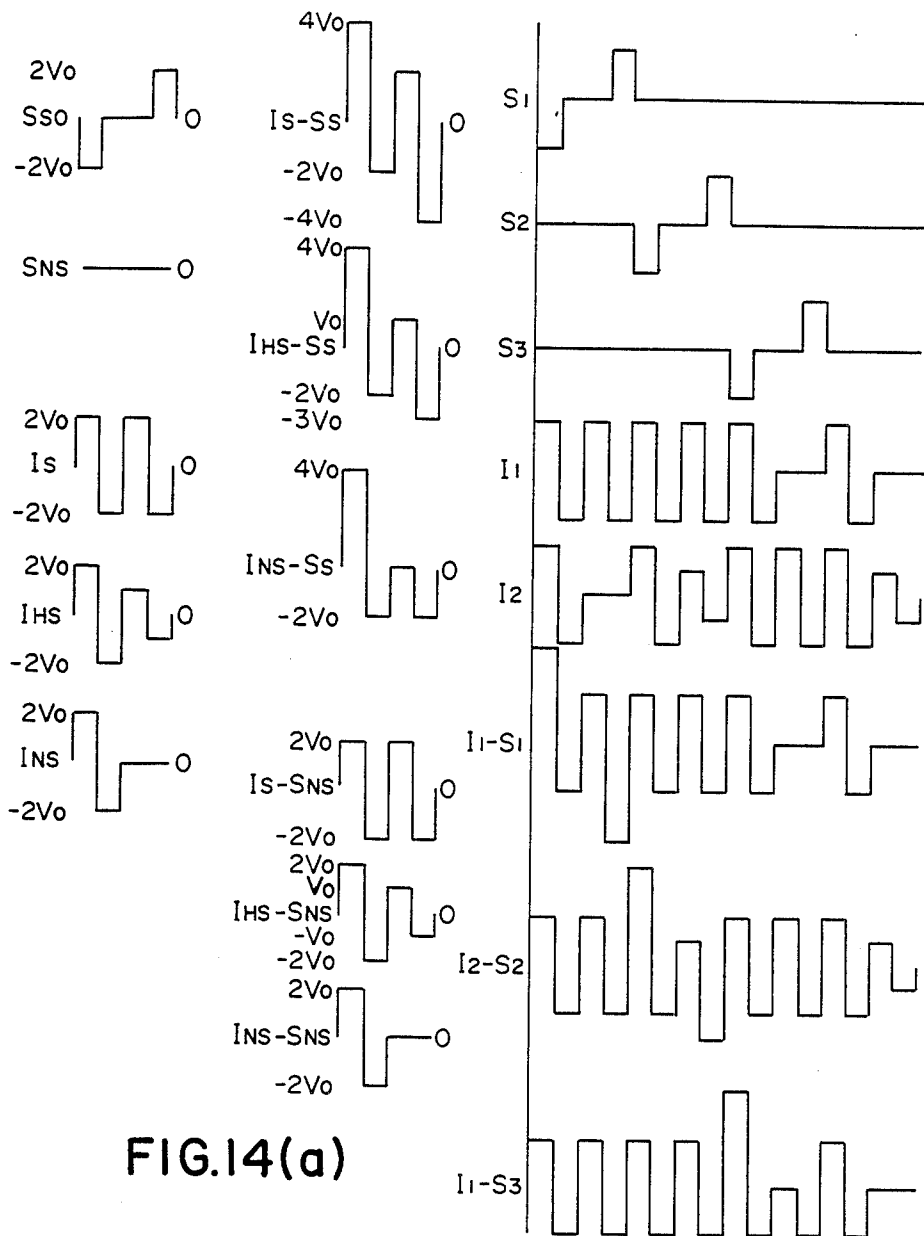 2Vo
Sso
O
-2Vo
SNS
O
2Vo
Is
O
-2Vo
2Vo
IHS
O
-2Vo
2Vo
INS
O
-2Vo
4Vo
Is-Ss
O
-2Vo
-4Vo
4Vo
Vo
IHS-Ss
O
-2Vo
-3Vo
4Vo
INS-Ss
O
-2Vo
2Vo
Is-SNS
O
-2Vo
2Vo
Vo
IHS-SNS
O
-Vo
-2Vo
2Vo
INS-SNS
O
-2Vo
S1
S2
S3
I1
I2
I1-S1
I2-S2
I1-S3
FIG.14(a)